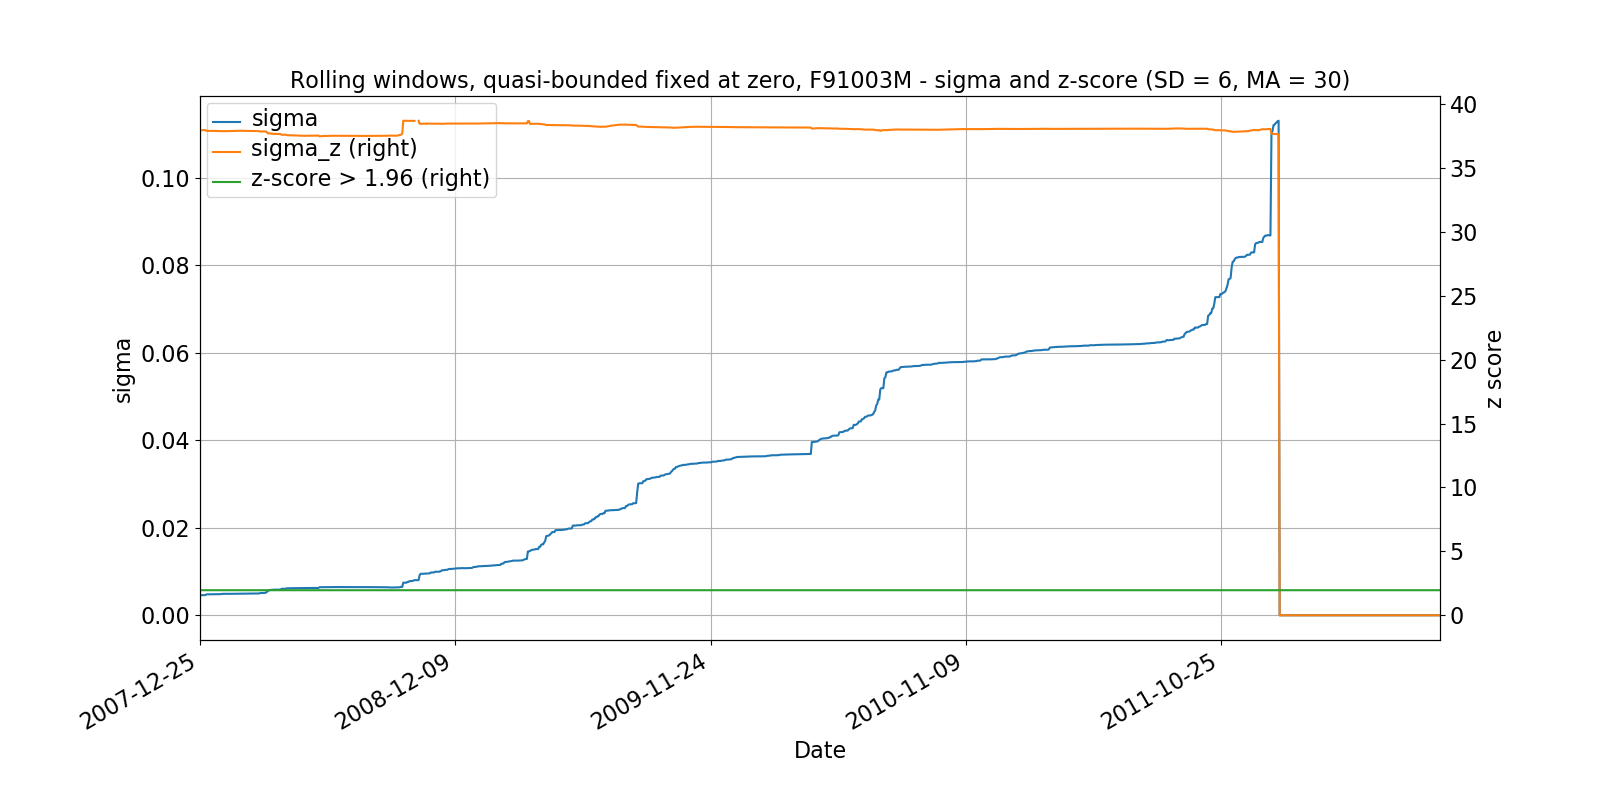 Rolling windows, quasi-bounded fixed at zero, F91003M - sigma and z-score (SD = 6, MA = 30)
sigma
sigma_z (right)
z-score > 1.96 (right)
0.10
0.08
0.06
0.04
0.02
0.00
sigma
40
35
30
25
20
15
10
5
0
z score
2007-12-25
2008-12-09
2009-11-24
2010-11-09
2011-10-25
Date